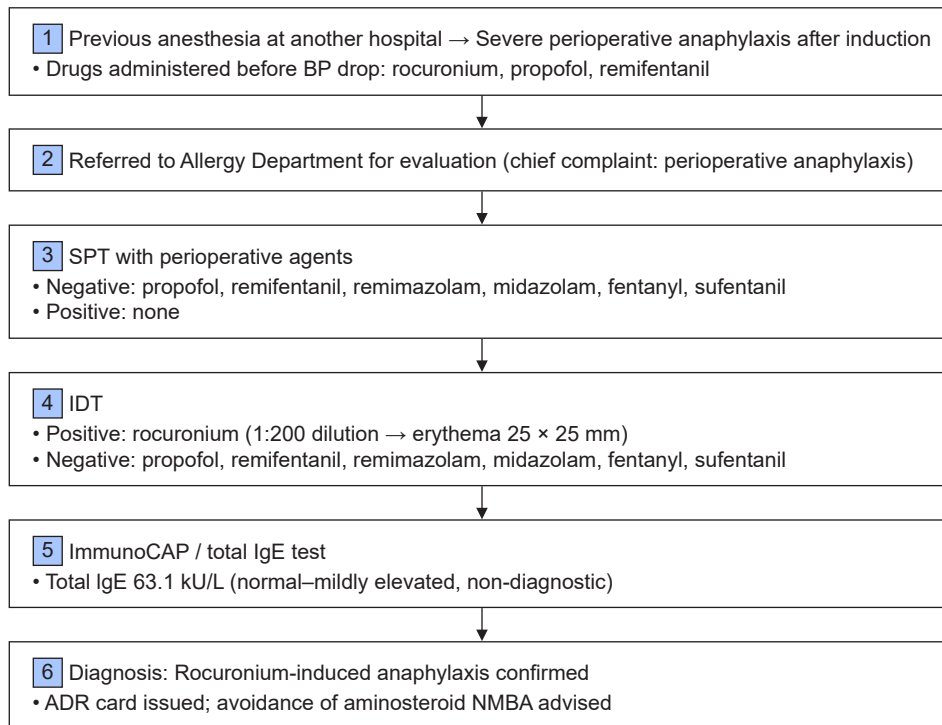 1 Previous anesthesia at another hospital → Severe perioperative anaphylaxis after induction
• Drugs administered before BP drop: rocuronium, propofol, remifentanil
2 Referred to Allergy Department for evaluation (chief complaint: perioperative anaphylaxis)
3 SPT with perioperative agents
• Negative: propofol, remifentanil, remimazolam, midazolam, fentanyl, sufentanil
• Positive: none
4 IDT
• Positive: rocuronium (1:200 dilution → erythema 25 × 25 mm)
• Negative: propofol, remifentanil, remimazolam, midazolam, fentanyl, sufentanil
5 ImmunoCAP / total IgE test
• Total IgE 63.1 kU/L (normal–mildly elevated, non-diagnostic)
6 Diagnosis: Rocuronium-induced anaphylaxis confirmed
• ADR card issued; avoidance of aminosteroid NMBA advised